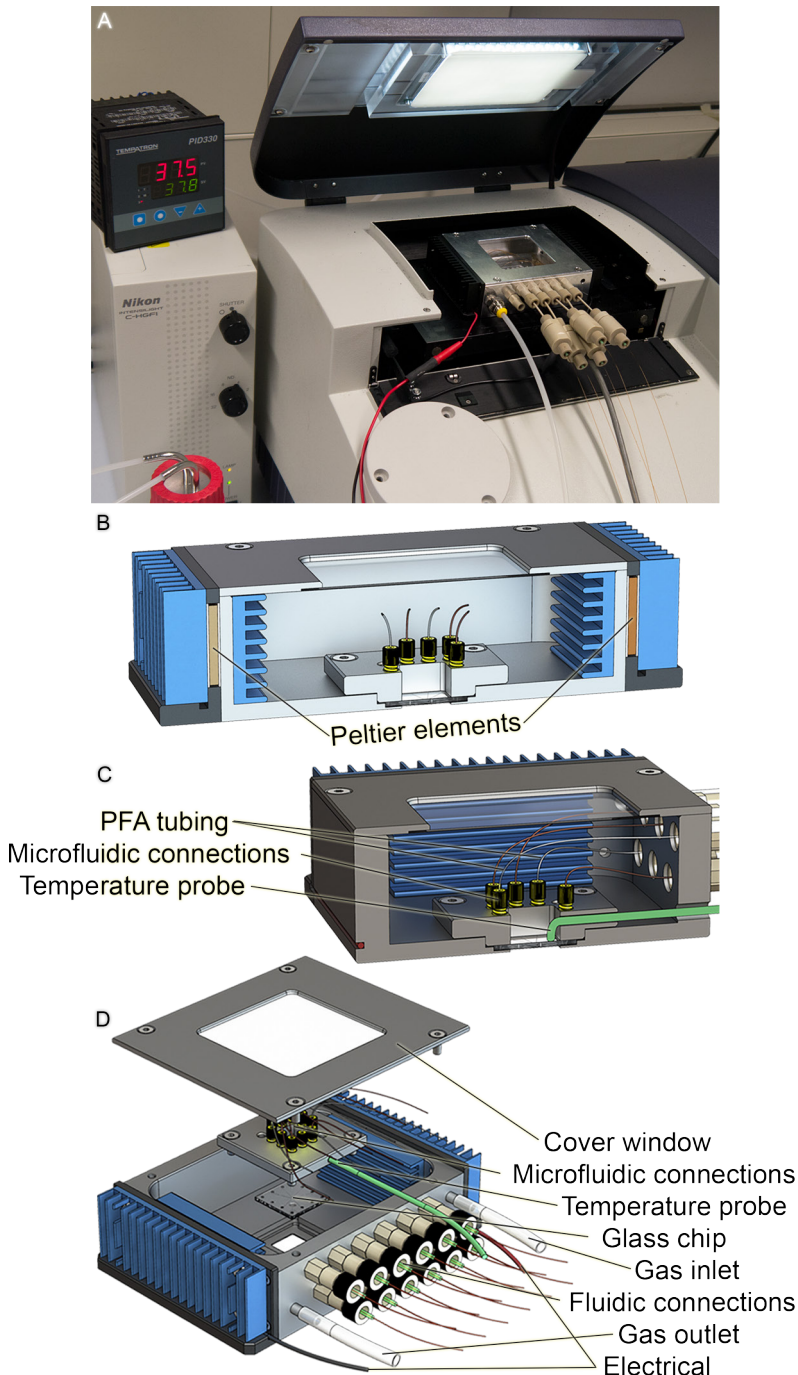 A
TEMPATRON
PID330
37.5
37.8
Nikon
INTENSILIGHT
C-HGFI
SHUTTER
B
Peltier elements
C
PFA tubing
Microfluidic connections
Temperature probe
D
Cover window
Microfluidic connections
Temperature probe
Glass chip
Gas inlet
Fluidic connections
Gas outlet
Electrical